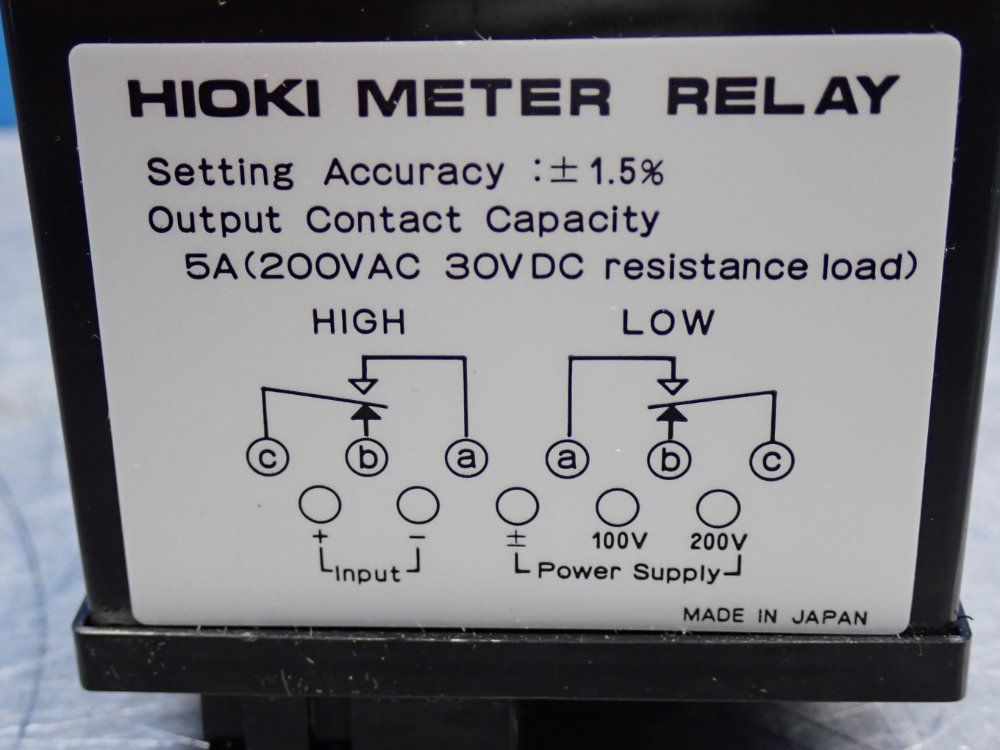 HIOKI METER RELAY
Setting Accuracy :± 1.5%
Output Contact Capacity
5A(200VAC 30VDC resistance load)
HIGH LOW
c b a a b c
+ - ± 100V 200V
Input Power Supply
MADE IN JAPAN